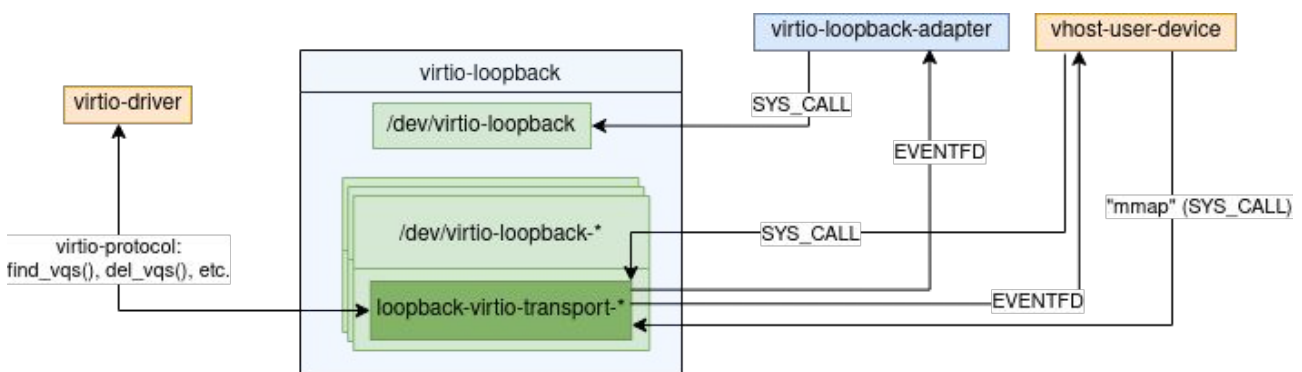 virtio-loopback-adapter
vhost-user-device
virtio-loopback
virtio-driver
/dev/virtio-loopback
SYS_CALL
EVENTFD
"mmap" (SYS_CALL)
/dev/virtio-loopback-*
SYS_CALL
virtio-protocol:
find_vqs(), del_vqs(), etc.
loopback-virtio-transport-*
EVENTFD